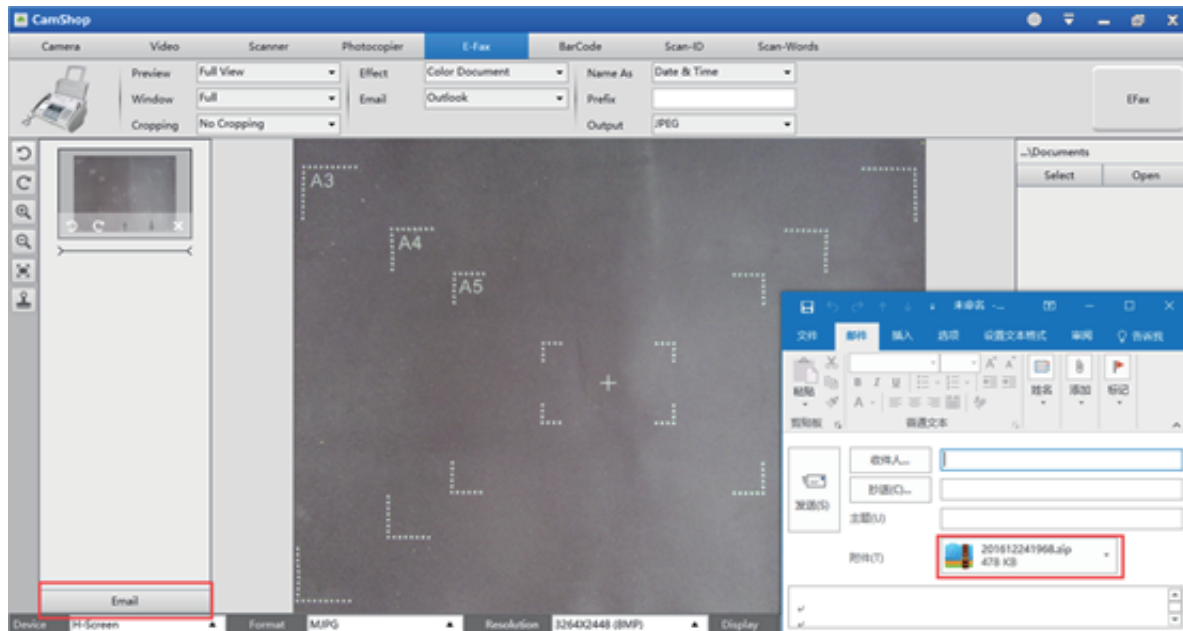 CamShop
Camera Video Scanner Photocopier E-Fax BarCode Scan-ID Scan-Words
Preview Full View Effect Color Document Name As Date & Time
Window Full Email Outlook Prefix EFax
Cropping No Cropping Output JPEG
...\Documents
Select Open
A3
A4
A5
未命名 -...
文件 邮件 插入 选项 设置文本格式 审阅 告诉我
粘贴 B I U A A A 姓名 添加 标记
剪贴板 普通文本
收件人...
抄送(C)...
发送(S)
主题(U)
附件(T) 201612241968.zip
478 KB
Email
Device H-Screen Format MJPG Resolution 3264X2448 (BMP) Display